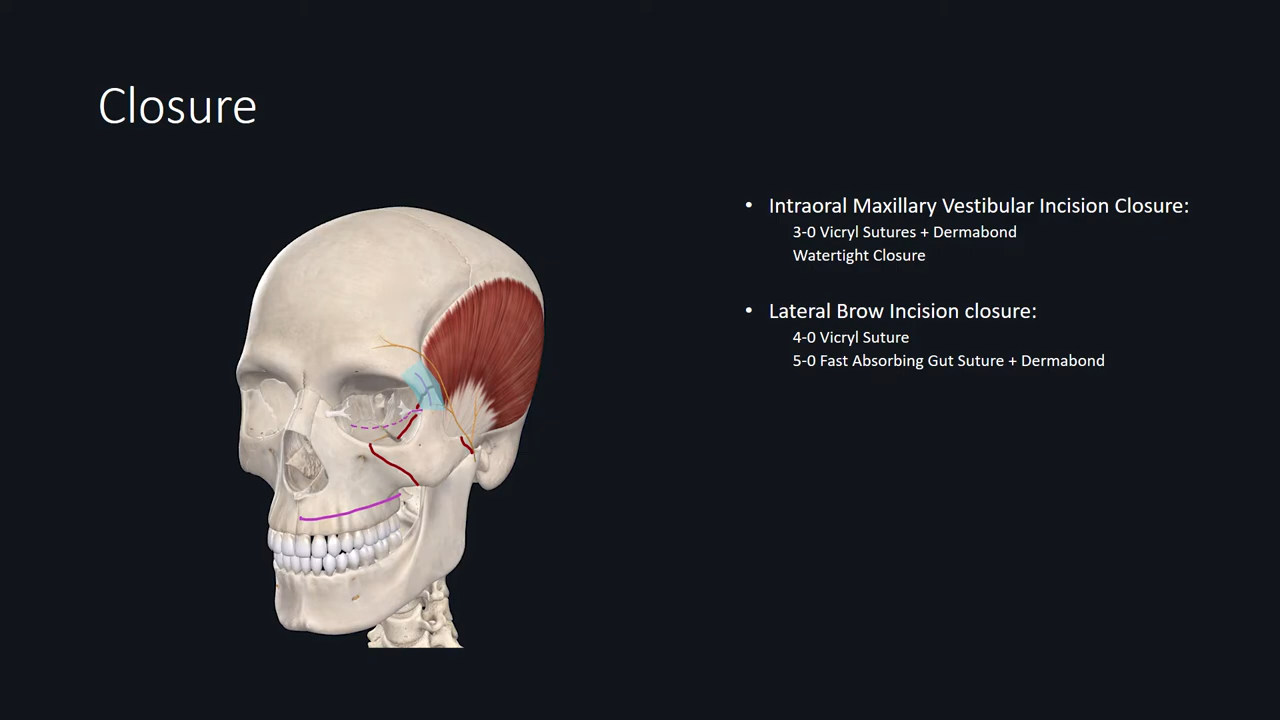 Closure
• Intraoral Maxillary Vestibular Incision Closure:
3-0 Vicryl Sutures + Dermabond
Watertight Closure
• Lateral Brow Incision closure:
4-0 Vicryl Suture
5-0 Fast Absorbing Gut Suture + Dermabond